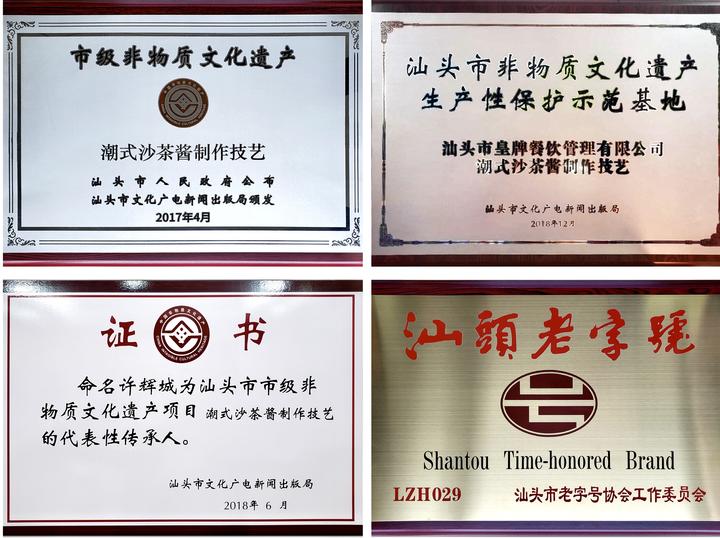 市级非物质文化遗产
潮式沙茶酱制作技艺
汕头市人民政府公布
汕头市文化广电新闻出版局颁发
2017年4月
汕头市非物质文化遗产
生产性保护示范基地
汕头市皇牌餐饮管理有限公司
潮式沙茶酱制作技艺
汕头市文化广电新闻出版局
2018年12月
证 书
命名许辉城为汕头市市级非
物质文化遗产项目 潮式沙茶酱制作技艺
的代表性传承人。
汕头市文化广电新闻出版局
2018年 6 月
汕頭老字號
Shantou Time-honored Brand
LZH029 汕头市老字号协会工作委员会